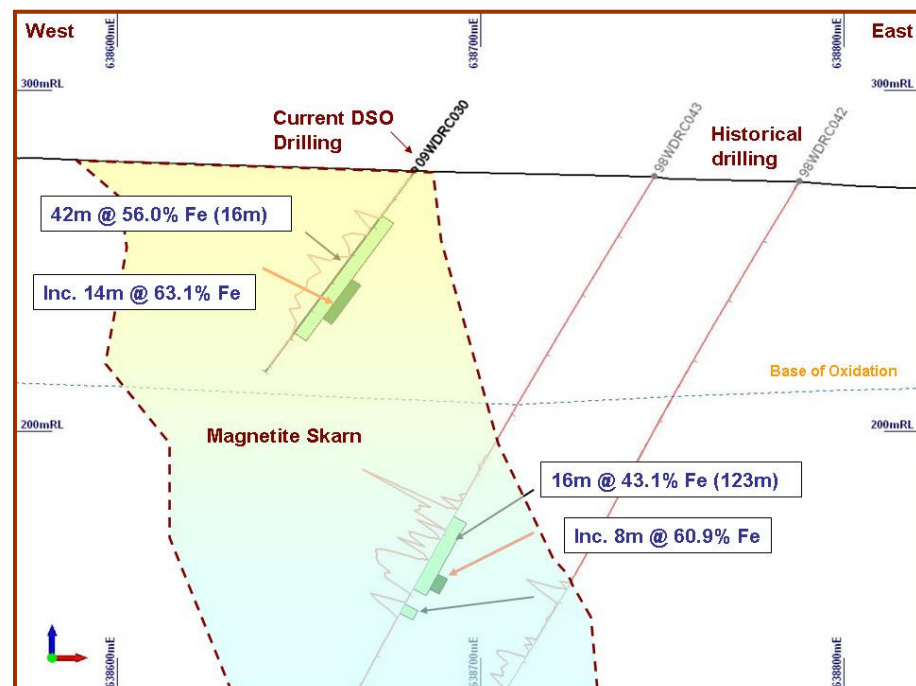 West
638600mE
638700mE
638800mE
East
300mRL
300mRL
Current DSO
Drilling
09WDRC030
98WDRC043
Historical
drilling
98WDRC042
42m @ 56.0% Fe (16m)
Inc. 14m @ 63.1% Fe
Base of Oxidation
200mRL
200mRL
Magnetite Skarn
16m @ 43.1% Fe (123m)
Inc. 8m @ 60.9% Fe
638600mE
638700mE
638800mE